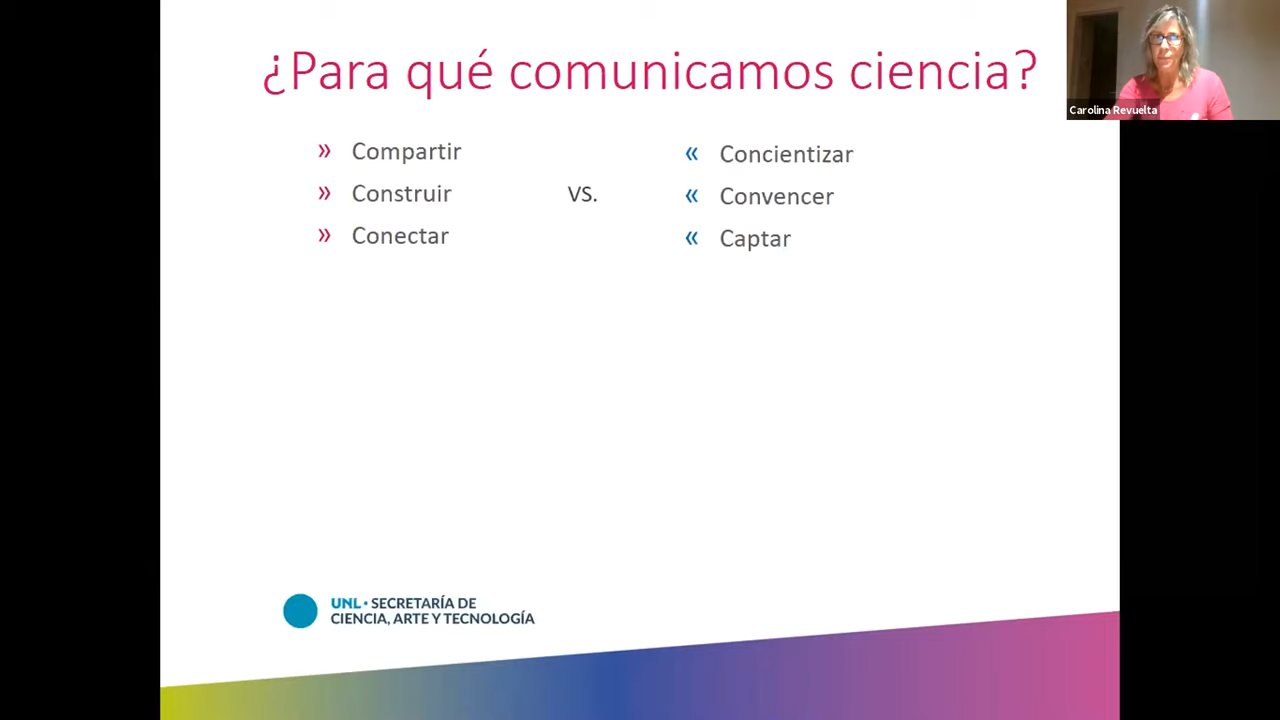 ¿Para qué comunicamos ciencia?
Carolina Revuelta
» Compartir
» Construir
» Conectar
VS.
« Concientizar
« Convencer
« Captar
UNL • SECRETARÍA DE
CIENCIA, ARTE Y TECNOLOGÍA